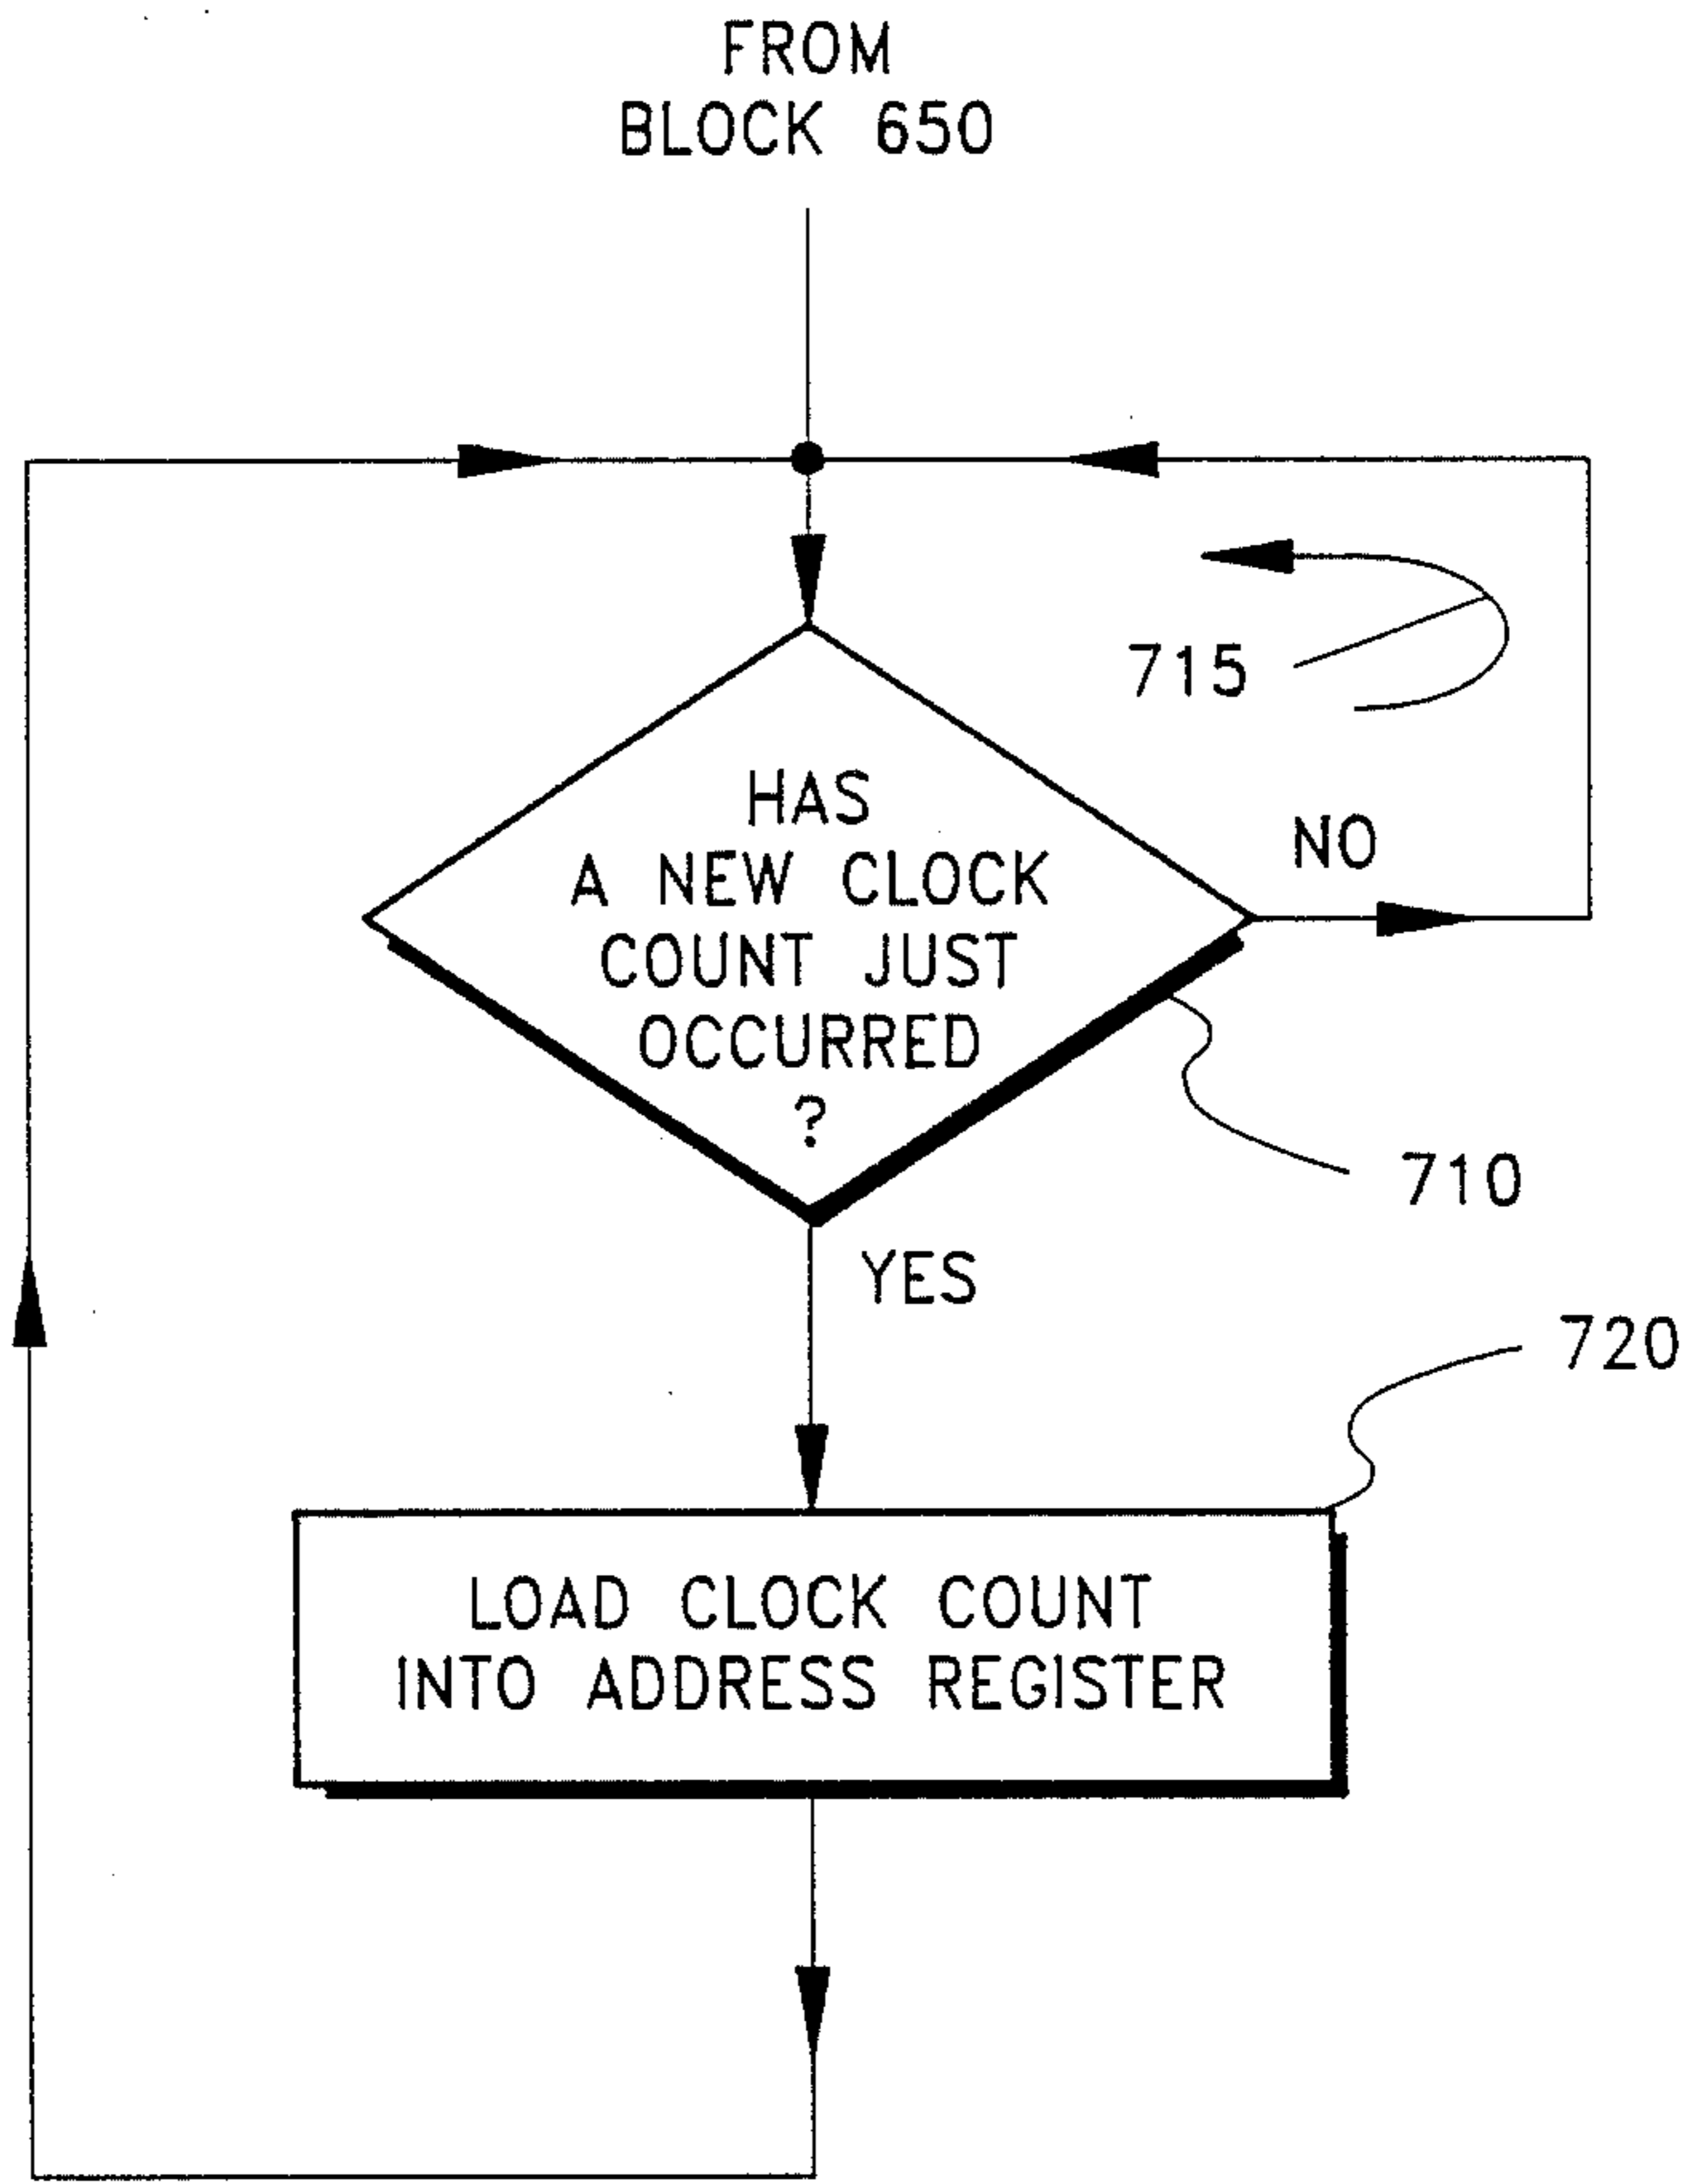 FROM
BLOCK 650
715
HAS
A NEW CLOCK
COUNT JUST
OCCURRED
?
NO
710
YES
720
LOAD CLOCK COUNT
INTO ADDRESS REGISTER